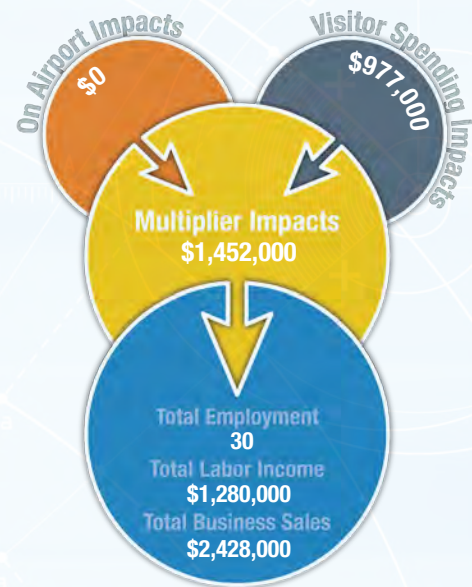 On Airport Impacts
$0
Visitor Spending Impacts
$977,000
Multiplier Impacts
$1,452,000
Total Employment
30
Total Labor Income
$1,280,000
Total Business Sales
$2,428,000